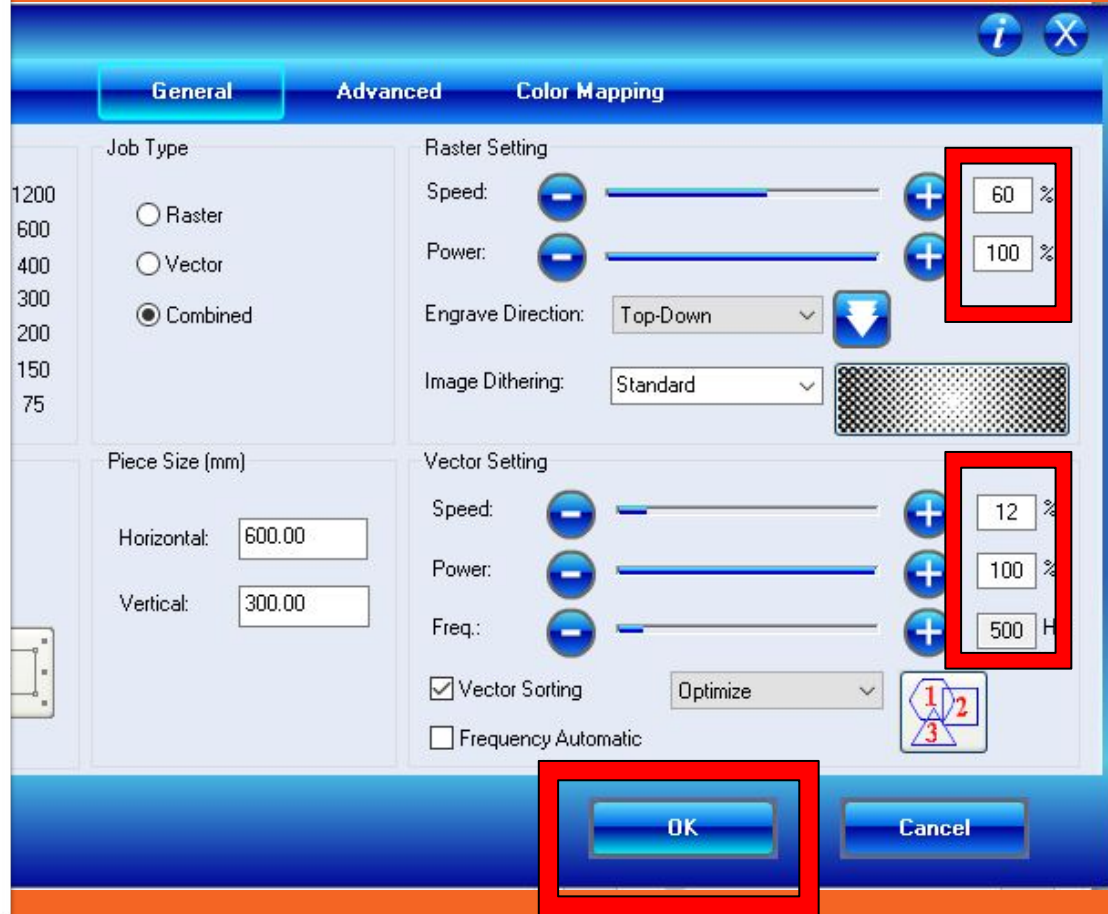 i X
General Advanced Color Mapping
1200
600
400
300
200
150
75
Job Type
Raster
Vector
Combined
Raster Setting
Speed: 60 %
Power: 100 %
Engrave Direction: Top-Down
Image Dithering: Standard
Piece Size (mm)
Horizontal: 600.00
Vertical: 300.00
Vector Setting
Speed: 12 %
Power: 100 %
Freq.: 500 H
Vector Sorting Optimize
1 2
3
Frequency Automatic
OK Cancel